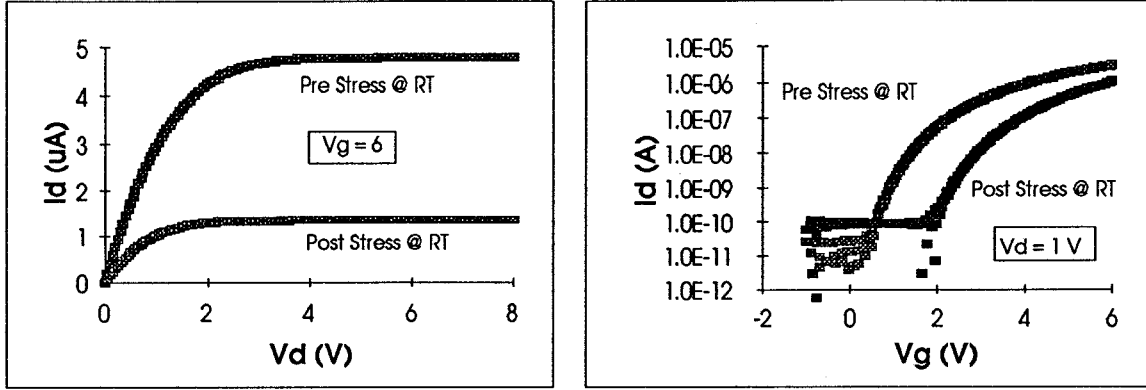 5
4
3
2
1
0
Id (uA)
Pre Stress @ RT
Vg = 6
Post Stress @ RT
0
2
4
6
8
Vd (V)
1.0E-05
1.0E-06
1.0E-07
1.0E-08
1.0E-09
1.0E-10
1.0E-11
1.0E-12
Id (A)
Pre Stress @ RT
Post Stress @ RT
Vd = 1 V
-2
0
2
4
6
Vg (V)